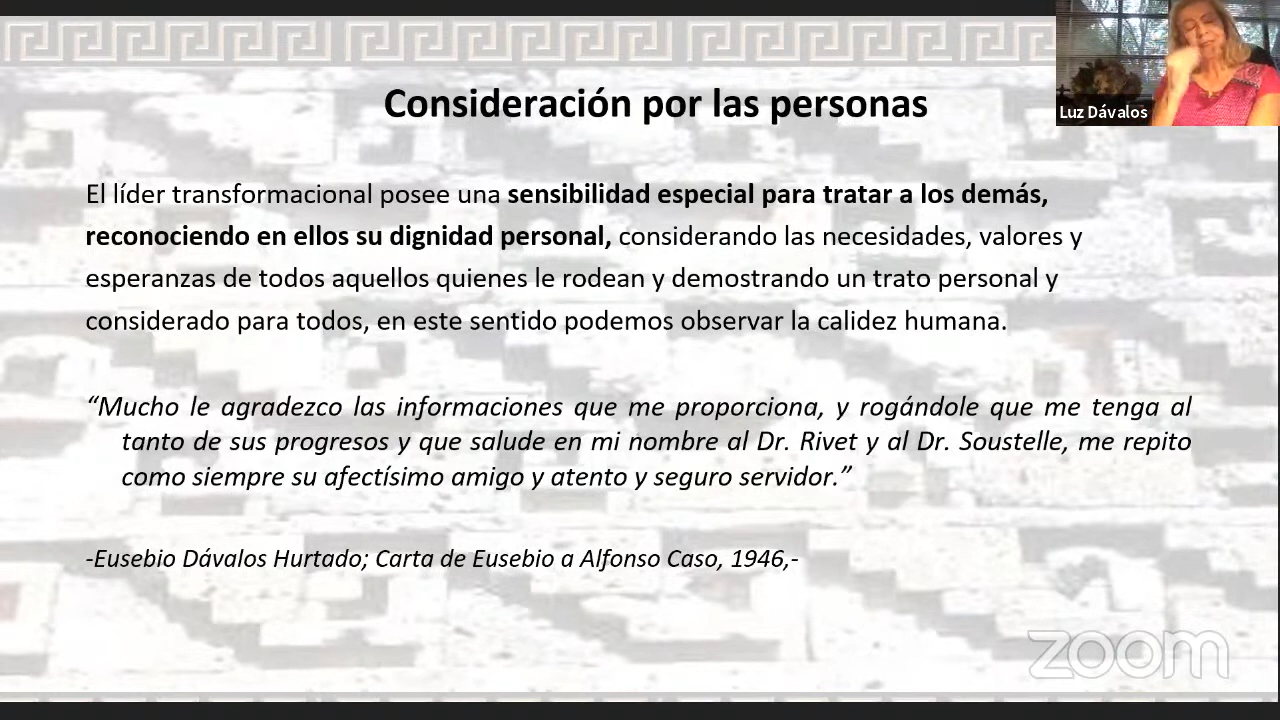 Consideración por las personas
Luz Dávalos
El líder transformacional posee una sensibilidad especial para tratar a los demás,
reconociendo en ellos su dignidad personal, considerando las necesidades, valores y
esperanzas de todos aquellos quienes le rodean y demostrando un trato personal y
considerado para todos, en este sentido podemos observar la calidez humana.
“Mucho le agradezco las informaciones que me proporciona, y rogándole que me tenga al
tanto de sus progresos y que salude en mi nombre al Dr. Rivet y al Dr. Soustelle, me repito
como siempre su afectísimo amigo y atento y seguro servidor.”
-Eusebio Dávalos Hurtado; Carta de Eusebio a Alfonso Caso, 1946,-
zoom